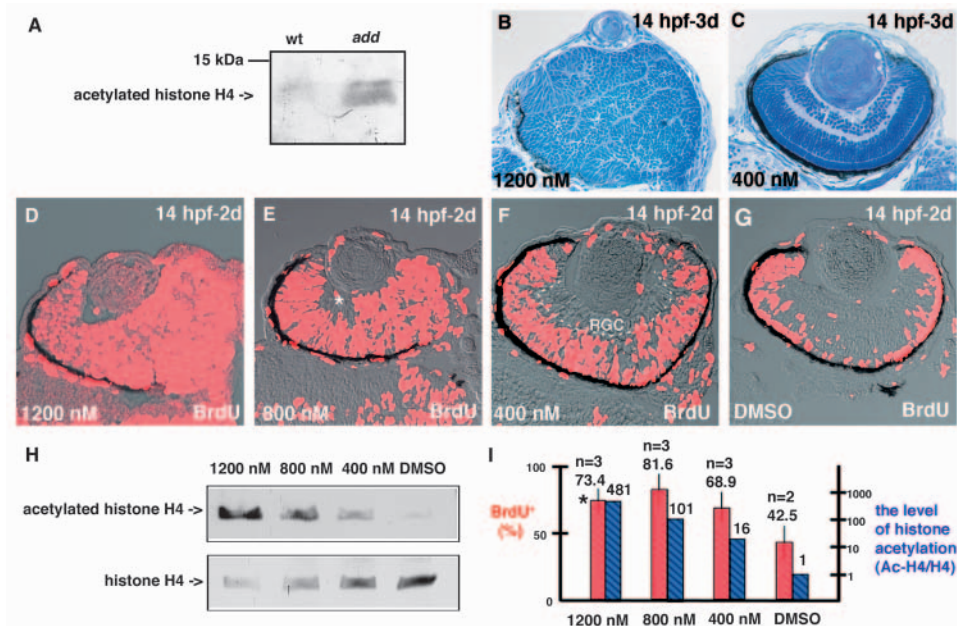 A
wt add
15 kDa
acetylated histone H4 ->
B 14 hpf-3d
1200 nM
C 14 hpf-3d
400 nM
D 14 hpf-2d
1200 nM BrdU
E 14 hpf-2d
*
800 nM BrdU
F 14 hpf-2d
RGC
400 nM BrdU
G 14 hpf-2d
DMSO BrdU
H
1200 nM 800 nM 400 nM DMSO
acetylated histone H4 ->
histone H4 ->
I
n=3 n=3 n=3 n=2
73.4 81.6 68.9 42.5
* 481 101 16 1
100
50
0
BrdU+
(%)
1000
100
10
1
the level
of histone
acetylation
(Ac-H4/H4)
1200 nM 800 nM 400 nM DMSO